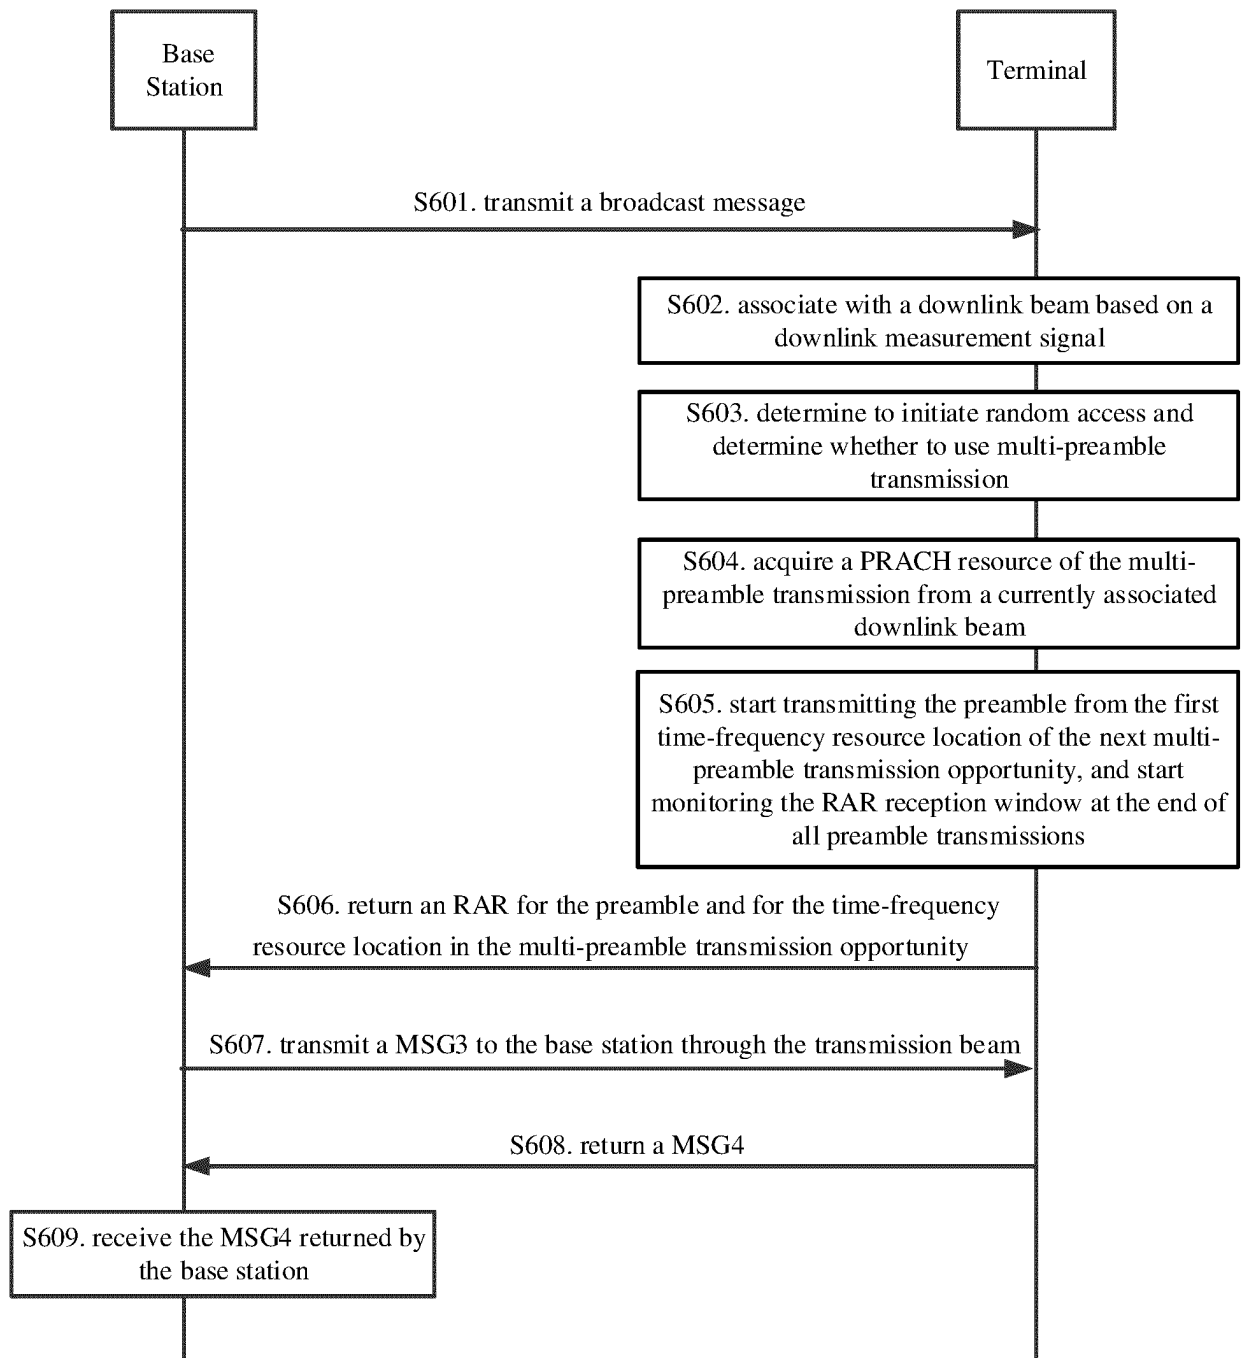 Base
Station
Terminal
S601. transmit a broadcast message
S602. associate with a downlink beam based on a
downlink measurement signal
S603. determine to initiate random access and
determine whether to use multi-preamble
transmission
S604. acquire a PRACH resource of the multi-
preamble transmission from a currently associated
downlink beam
S605. start transmitting the preamble from the first
time-frequency resource location of the next multi-
preamble transmission opportunity, and start
monitoring the RAR reception window at the end of
all preamble transmissions
S606. return an RAR for the preamble and for the time-frequency
resource location in the multi-preamble transmission opportunity
S607. transmit a MSG3 to the base station through the transmission beam
S608. return a MSG4
S609. receive the MSG4 returned by
the base station